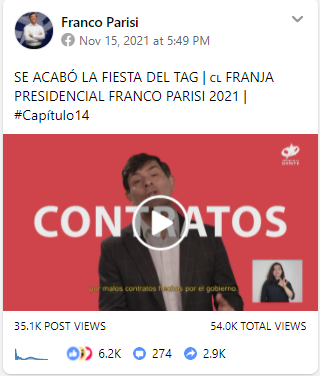 Franco Parisi
Nov 15, 2021 at 5:49 PM
SE ACABÓ LA FIESTA DEL TAG | CL FRANJA
PRESIDENCIAL FRANCO PARISI 2021 |
#Capítulo14
CONTRATOS
por malos contratos hechos por el gobierno.
35.1K POST VIEWS
54.0K TOTAL VIEWS
6.2K
274
2.9K